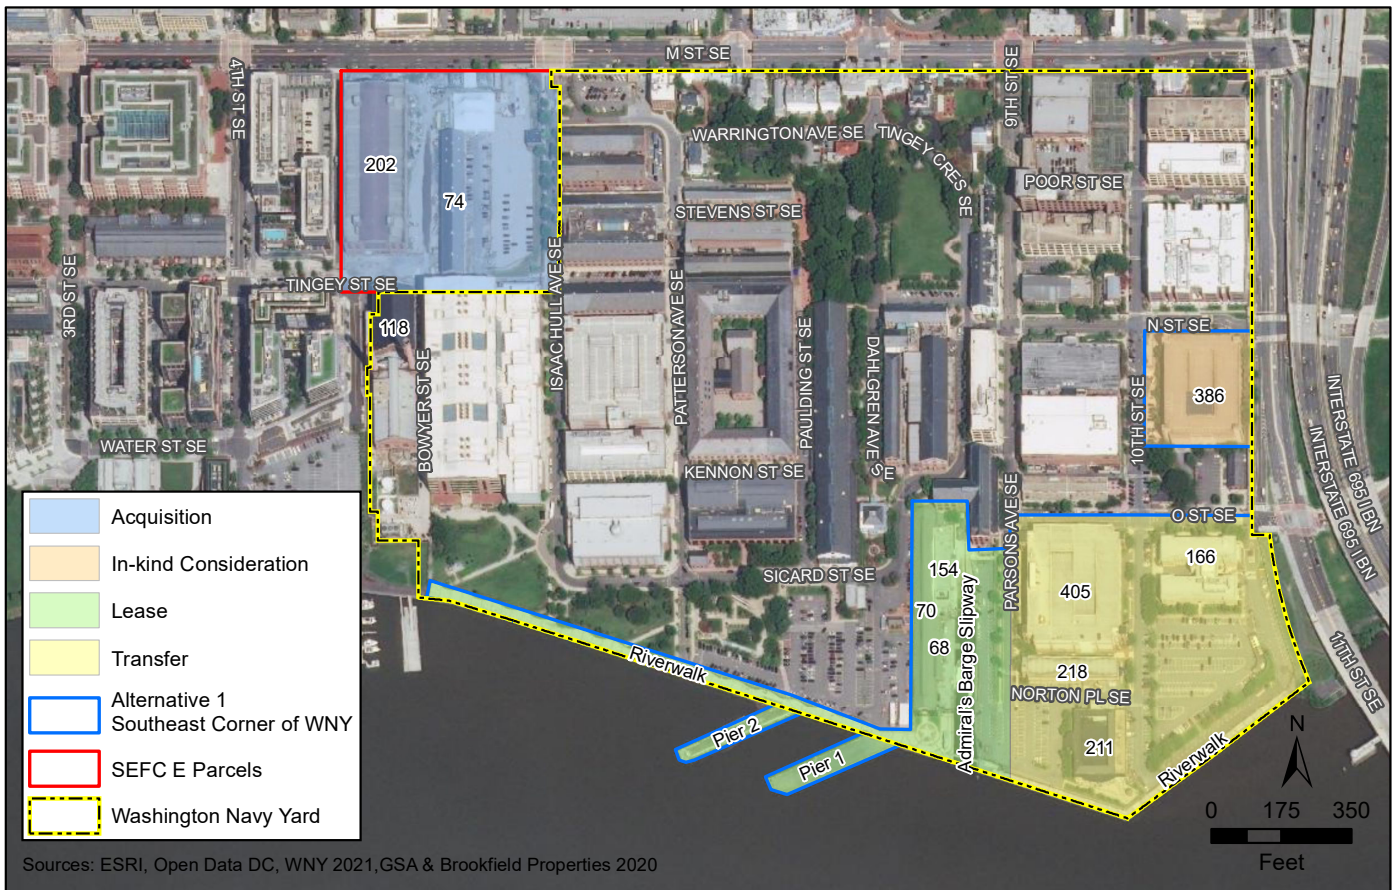 M ST SE
4TH ST SE
9TH ST SE
WARRINGTON AVE SE
TINGEY CRES SE
202
74
POOR ST SE
STEVENS ST SE
3RD ST SE
TINGEY ST SE
ISAAC HULL AVE SE
PATTERSON AVE SE
PAULDING ST SE
DAHLGREN AVE SE
118
BOWYER ST SE
N ST SE
386
10TH ST SE
INTERSTATE 695 I BN
INTERSTATE 695 I BN
WATER ST SE
KENNON ST SE
PARSONS AVE SE
O ST SE
SICARD ST SE
154
70
68
Admiral's Barge Slipway
405
166
218
NORTON PL SE
211
11TH ST SE
Riverwalk
Riverwalk
Pier 2
Pier 1
Acquisition
In-kind Consideration
Lease
Transfer
Alternative 1
Southeast Corner of WNY
SEFC E Parcels
Washington Navy Yard
N
0 175 350
Feet
Sources: ESRI, Open Data DC, WNY 2021,GSA & Brookfield Properties 2020